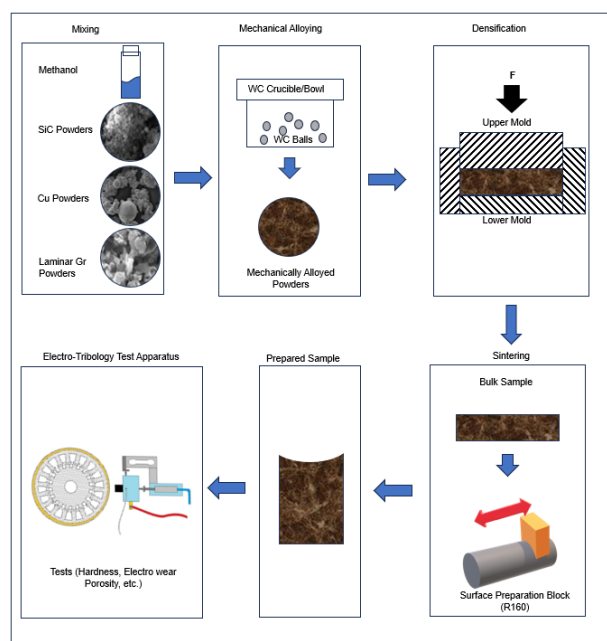 Mixing
Methanol
SiC Powders
Cu Powders
Laminar Gr
Powders
Mechanical Alloying
WC Crucible/Bowl
WC Balls
Mechanically Alloyed
Powders
Densification
F
Upper Mold
Lower Mold
Sintering
Bulk Sample
Surface Preparation Block
(R160)
Prepared Sample
Electro-Tribology Test Apparatus
Tests (Hardness, Electro wear
Porosity, etc.)